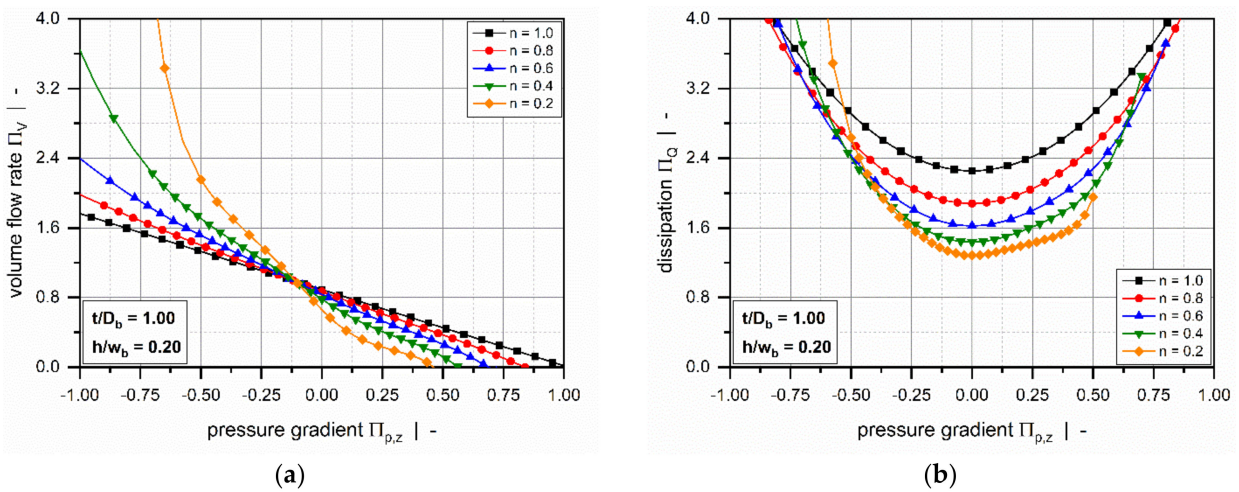 4.0
3.2
2.4
1.6
0.8
0.0
volume flow rate Π_V | -
n = 1.0
n = 0.8
n = 0.6
n = 0.4
n = 0.2
t/D_b = 1.00
h/w_b = 0.20
-1.00 -0.75 -0.50 -0.25 0.00 0.25 0.50 0.75 1.00
pressure gradient Π_p,z | -
(a)
4.0
3.2
2.4
1.6
0.8
0.0
dissipation Π_Q | -
t/D_b = 1.00
h/w_b = 0.20
n = 1.0
n = 0.8
n = 0.6
n = 0.4
n = 0.2
-1.00 -0.75 -0.50 -0.25 0.00 0.25 0.50 0.75 1.00
pressure gradient Π_p,z | -
(b)